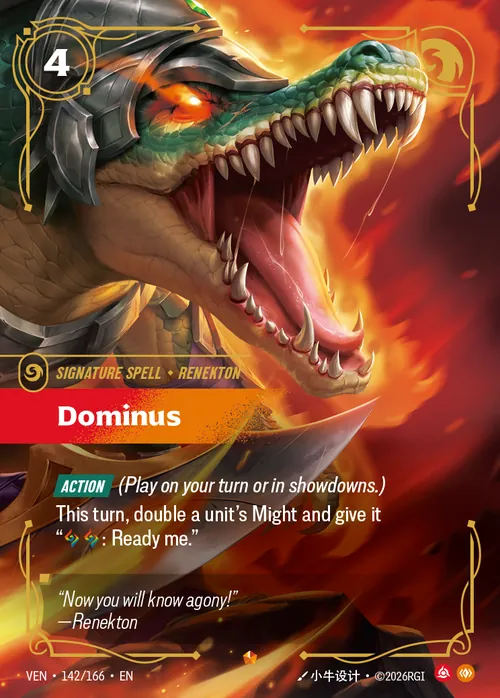 4
SIGNATURE SPELL • RENEKTON
Dominus
ACTION (Play on your turn or in showdowns.)
This turn, double a unit's Might and give it
“: Ready me.”
“Now you will know agony!”
—Renekton
VEN • 142/166 • EN
小牛设计 • ©2026RGI